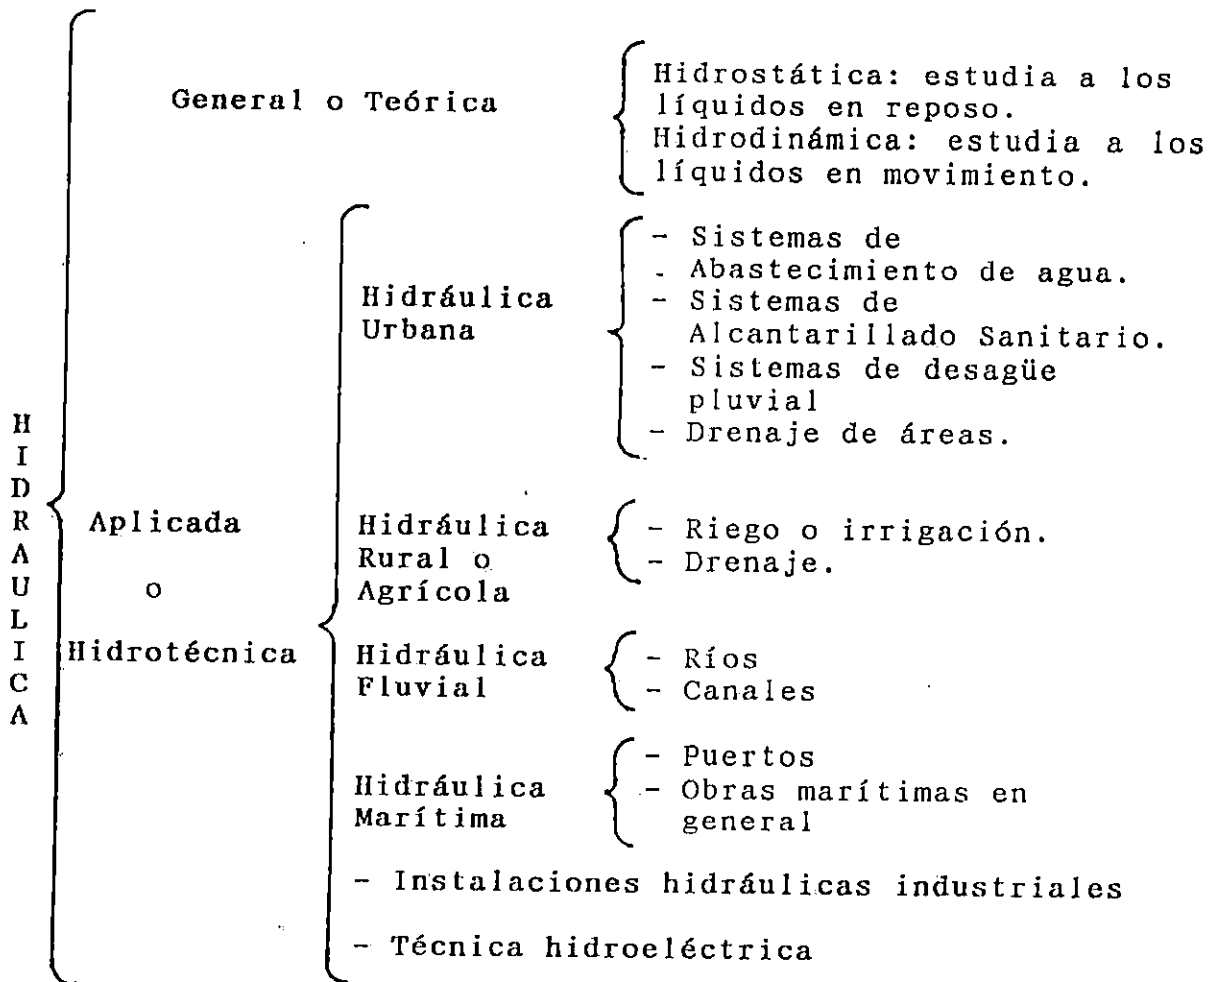 HIDRAULICA
General o Teórica
Hidrostática: estudia a los
líquidos en reposo.
Hidrodinámica: estudia a los
líquidos en movimiento.
Aplicada
o
Hidrotécnica
Hidráulica
Urbana
- Sistemas de
Abastecimiento de agua.
- Sistemas de
Alcantarillado Sanitario.
- Sistemas de desagüe
pluvial
- Drenaje de áreas.
Hidráulica
Rural o
Agrícola
- Riego o irrigación.
- Drenaje.
Hidráulica
Fluvial
- Ríos
- Canales
Hidráulica
Marítima
- Puertos
- Obras marítimas en
general
- Instalaciones hidráulicas industriales
- Técnica hidroeléctrica